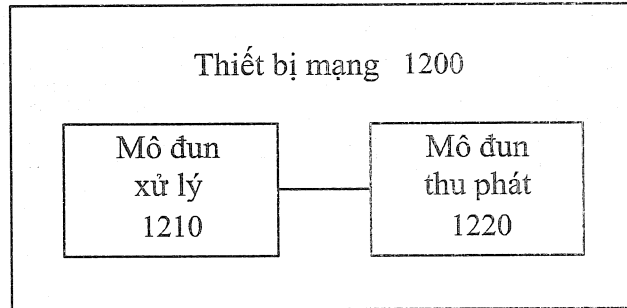 Thiết bị mạng 1200
Mô đun
xử lý
1210
Mô đun
thu phát
1220